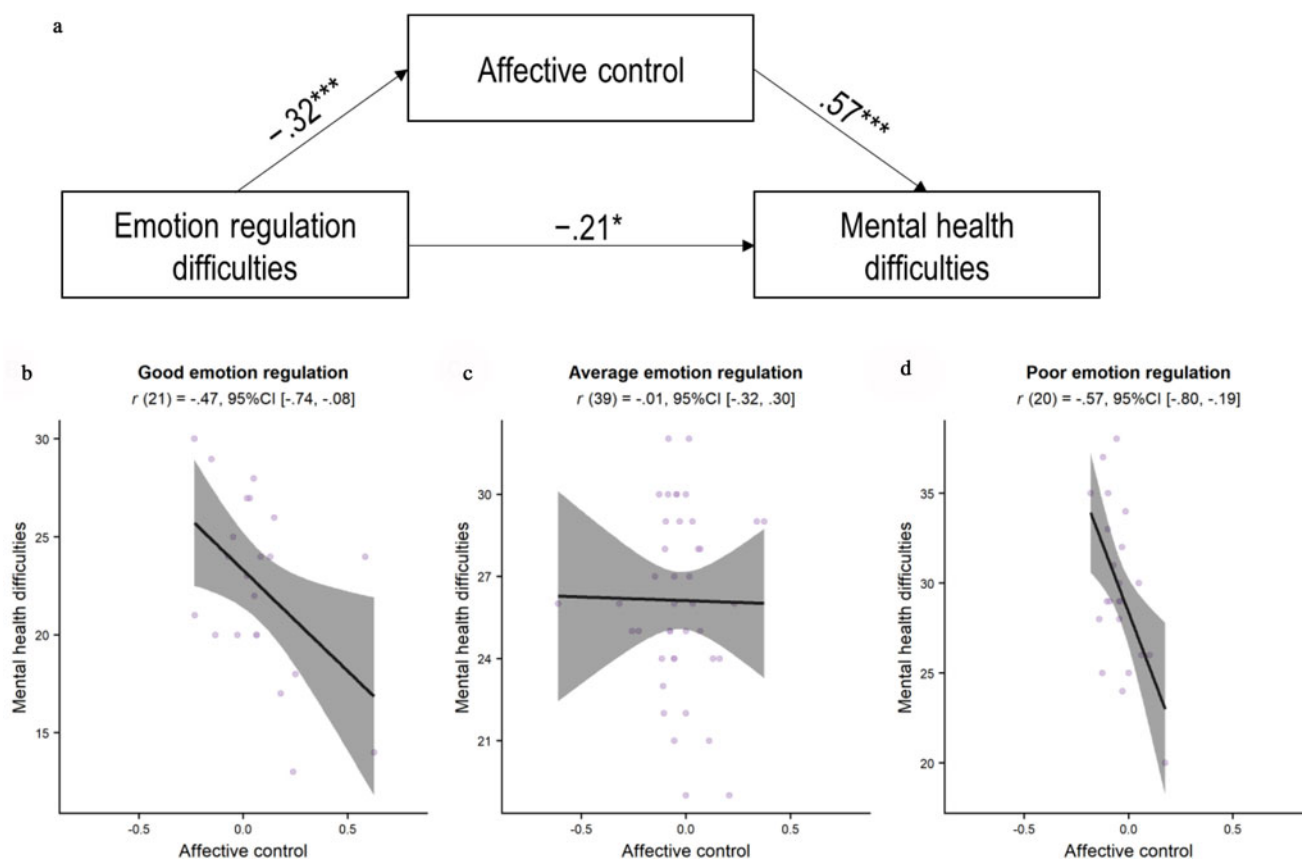 a
Affective control
−.32***
.57***
Emotion regulation
difficulties
−.21*
Mental health
difficulties
b
Good emotion regulation
r (21) = -.47, 95%CI [-.74, -.08]
30
25
20
15
Mental health difficulties
-0.5
0.0
0.5
Affective control
c
Average emotion regulation
r (39) = -.01, 95%CI [-.32, .30]
30
27
24
21
Mental health difficulties
-0.5
0.0
0.5
Affective control
d
Poor emotion regulation
r (20) = -.57, 95%CI [-.80, -.19]
35
30
25
20
Mental health difficulties
-0.5
0.0
0.5
Affective control